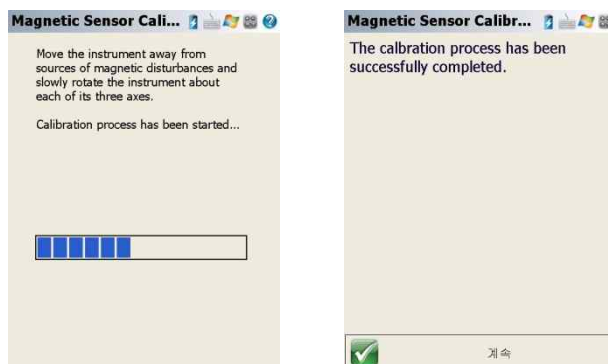 Magnetic Sensor Cali...
Move the instrument away from
sources of magnetic disturbances and
slowly rotate the instrument about
each of its three axes.
Calibration process has been started...
Magnetic Sensor Calibr...
The calbration process has been
successfully completed.
계속